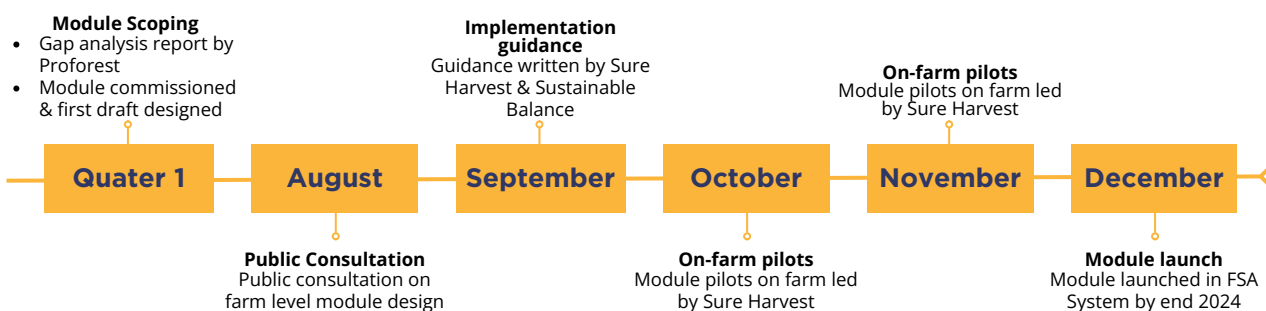 Module Scoping
• Gap analysis report by
Proforest
• Module commissioned
& first draft designed
Quater 1
August
Public Consultation
Public consultation on
farm level module design
Implementation
guidance
Guidance written by Sure
Harvest & Sustainable
Balance
September
October
On-farm pilots
Module pilots on farm led
by Sure Harvest
On-farm pilots
Module pilots on farm led
by Sure Harvest
November
December
Module launch
Module launched in FSA
System by end 2024